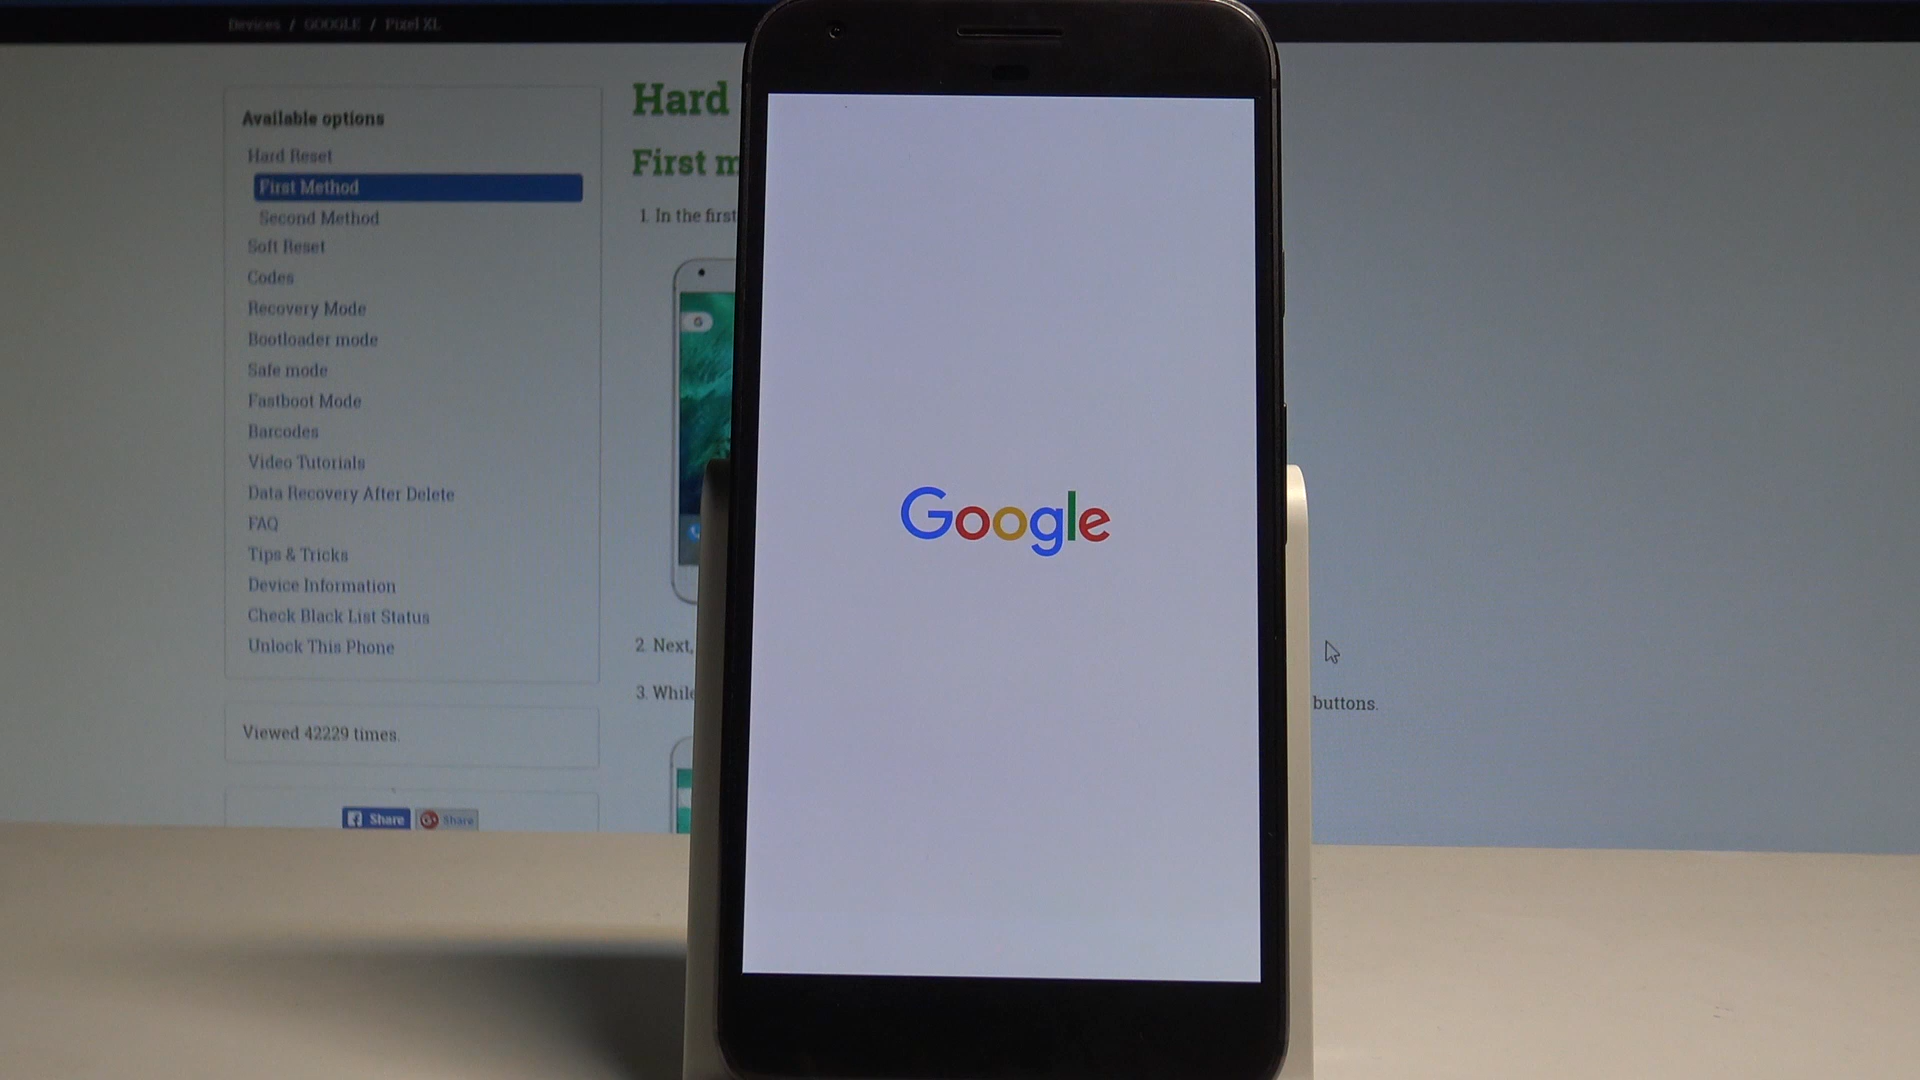 Devices / GOOGLE / Pixel XL
Available options
Hard Reset
First Method
Second Method
Soft Reset
Codes
Recovery Mode
Bootloader mode
Safe mode
Fastboot Mode
Barcodes
Video Tutorials
Data Recovery After Delete
FAQ
Tips & Tricks
Device Information
Check Black List Status
Unlock This Phone
Viewed 42229 times.
Share
Share
Hard
First m
1. In the first
G
2. Next,
3. While
buttons.
Google